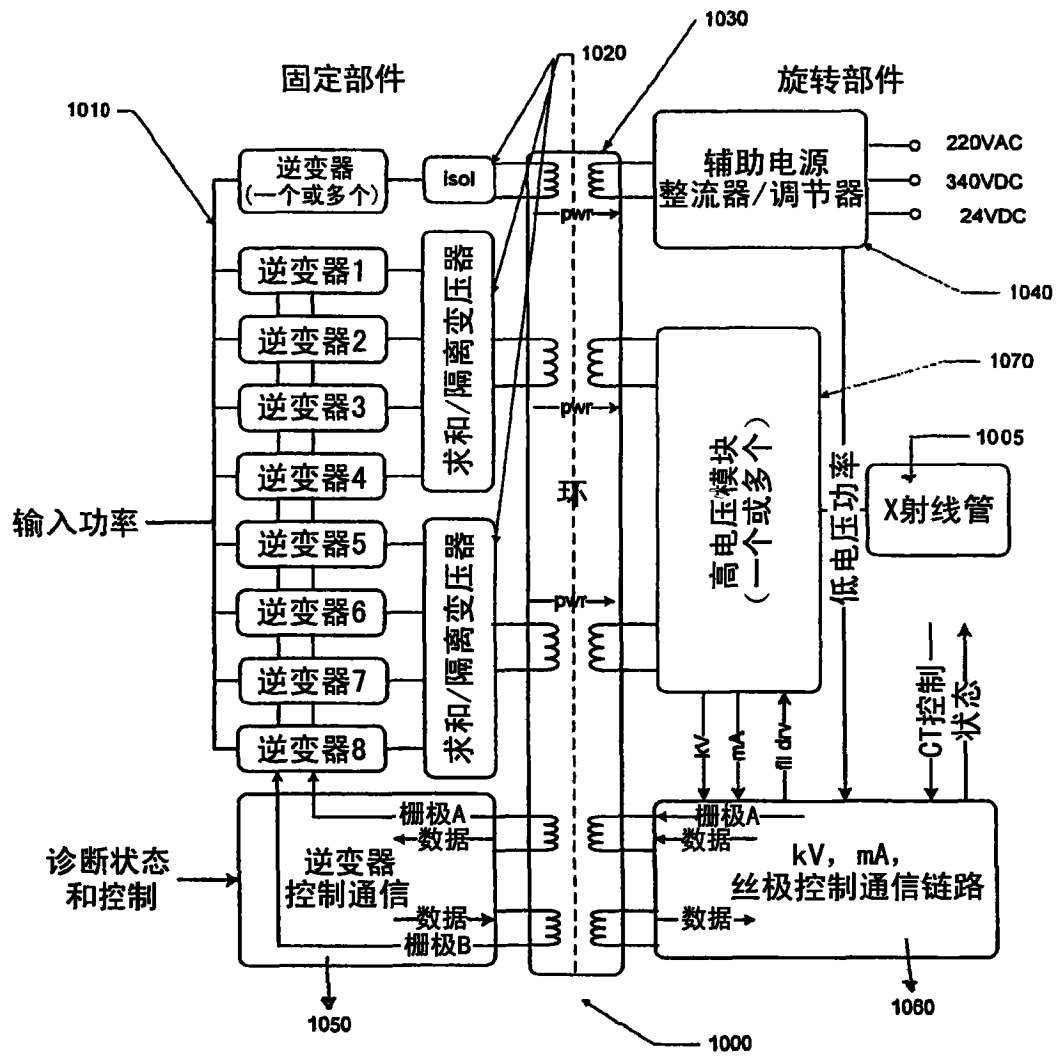 1030
1020
固定部件
旋转部件
1010
逆变器
(一个或多个)
isol
辅助电源
整流器/调节器
220VAC
340VDC
24VDC
pwr
1040
逆变器1
逆变器2
逆变器3
逆变器4
求和/隔离变压器
pwr
环
高电压模块
(一个或多个)
1070
1005
X射线管
低电压功率
输入功率
逆变器5
逆变器6
逆变器7
逆变器8
求和/隔离变压器
pwr
kV
mA
fil drv
CT控制
状态
诊断状态
和控制
栅极A
数据
逆变器
控制通信
数据
栅极B
栅极A
数据
kV, mA,
丝极控制通信链路
数据
1050
1060
1000